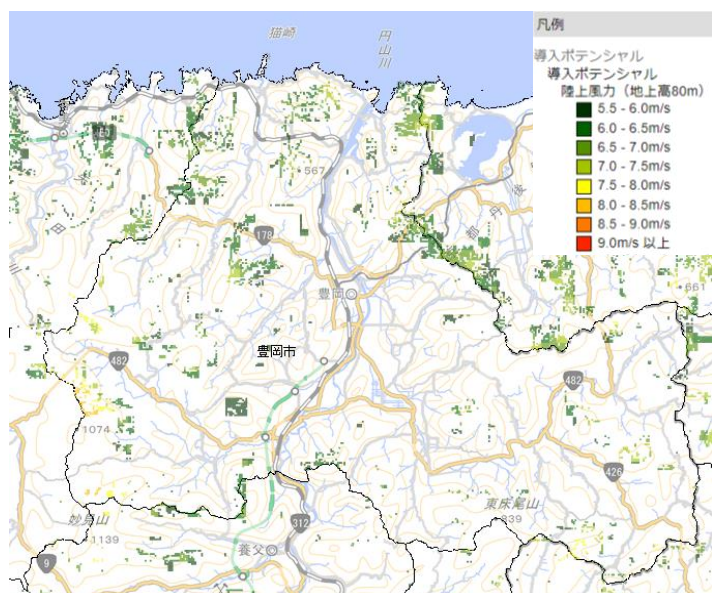 凡例
導入ポテンシャル
導入ポテンシャル
陸上風力（地上高80m）
5.5 - 6.0m/s
6.0 - 6.5m/s
6.5 - 7.0m/s
7.0 - 7.5m/s
7.5 - 8.0m/s
8.0 - 8.5m/s
8.5 - 9.0m/s
9.0m/s 以上
猫崎
円山川
567
178
豊岡
661
豊岡市
482
482
1074
426
妙見山
1139
東床尾山
839
312
養父
9